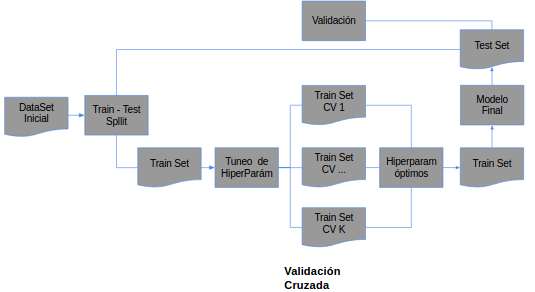 Validación
Test Set
DataSet
Inicial
Train - Test
Spllit
Train Set
CV 1
Modelo
Final
Train Set
Tuneo de
HiperParám
Train Set
CV ...
Hiperparam
óptimos
Train Set
Train Set
CV K
Validación
Cruzada